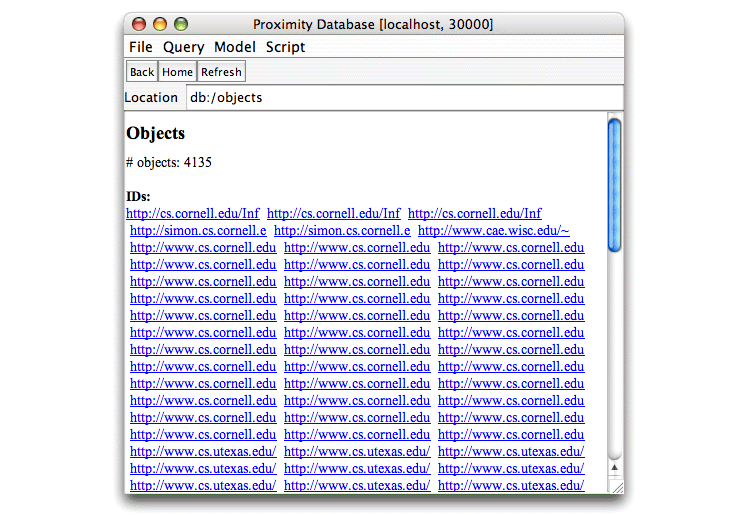 Proximity Database [localhost, 30000]
File Query Model Script
Back Home Refresh
Location db:/objects
Objects
# objects: 4135
IDs:
http://cs.cornell.edu/Inf http://cs.cornell.edu/Inf http://cs.cornell.edu/Inf
http://simon.cs.cornell.e http://simon.cs.cornell.e http://www.cae.wisc.edu/~
http://www.cs.cornell.edu http://www.cs.cornell.edu http://www.cs.cornell.edu
http://www.cs.cornell.edu http://www.cs.cornell.edu http://www.cs.cornell.edu
http://www.cs.cornell.edu http://www.cs.cornell.edu http://www.cs.cornell.edu
http://www.cs.cornell.edu http://www.cs.cornell.edu http://www.cs.cornell.edu
http://www.cs.cornell.edu http://www.cs.cornell.edu http://www.cs.cornell.edu
http://www.cs.cornell.edu http://www.cs.cornell.edu http://www.cs.cornell.edu
http://www.cs.cornell.edu http://www.cs.cornell.edu http://www.cs.cornell.edu
http://www.cs.cornell.edu http://www.cs.cornell.edu http://www.cs.cornell.edu
http://www.cs.cornell.edu http://www.cs.cornell.edu http://www.cs.cornell.edu
http://www.cs.cornell.edu http://www.cs.cornell.edu http://www.cs.cornell.edu
http://www.cs.cornell.edu http://www.cs.cornell.edu http://www.cs.cornell.edu
http://www.cs.cornell.edu http://www.cs.cornell.edu http://www.cs.cornell.edu
http://www.cs.utexas.edu/ http://www.cs.utexas.edu/ http://www.cs.utexas.edu/
http://www.cs.utexas.edu/ http://www.cs.utexas.edu/ http://www.cs.utexas.edu/
http://www.cs.utexas.edu/ http://www.cs.utexas.edu/ http://www.cs.utexas.edu/